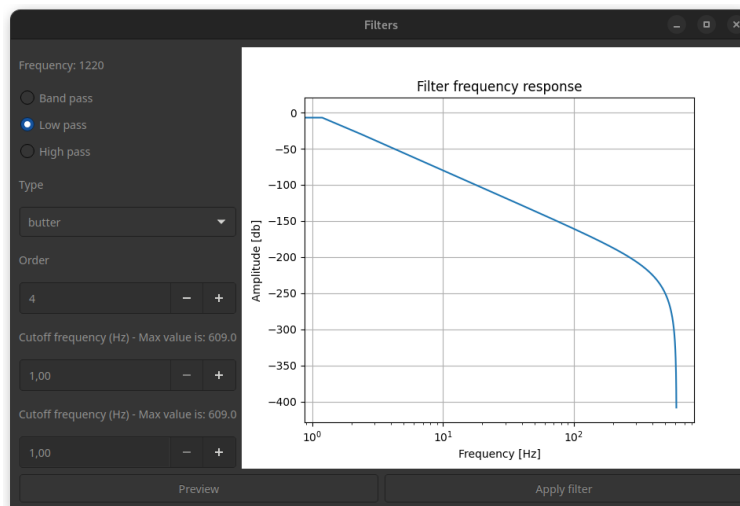 Filters
Frequency: 1220
Band pass
Low pass
High pass
Type
butter
Order
4
Cutoff frequency (Hz) - Max value is: 609.0
1,00
Cutoff frequency (Hz) - Max value is: 609.0
1,00
Filter frequency response
Amplitude [db]
0
−50
−100
−150
−200
−250
−300
−350
−400
10⁰ 10¹ 10²
Frequency [Hz]
Preview Apply filter